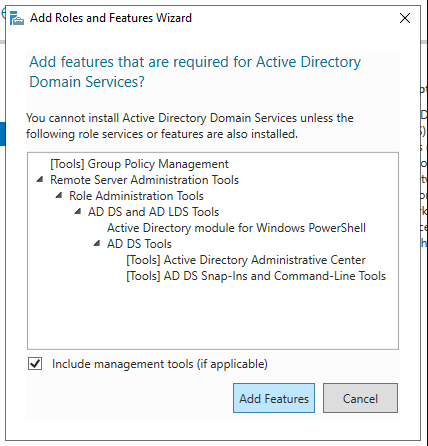 Add Roles and Features Wizard
Add features that are required for Active Directory
Domain Services?
You cannot install Active Directory Domain Services unless the
following role services or features are also installed.
[Tools] Group Policy Management
Remote Server Administration Tools
Role Administration Tools
AD DS and AD LDS Tools
Active Directory module for Windows PowerShell
AD DS Tools
[Tools] Active Directory Administrative Center
[Tools] AD DS Snap-Ins and Command-Line Tools
Include management tools (if applicable)
Add Features
Cancel